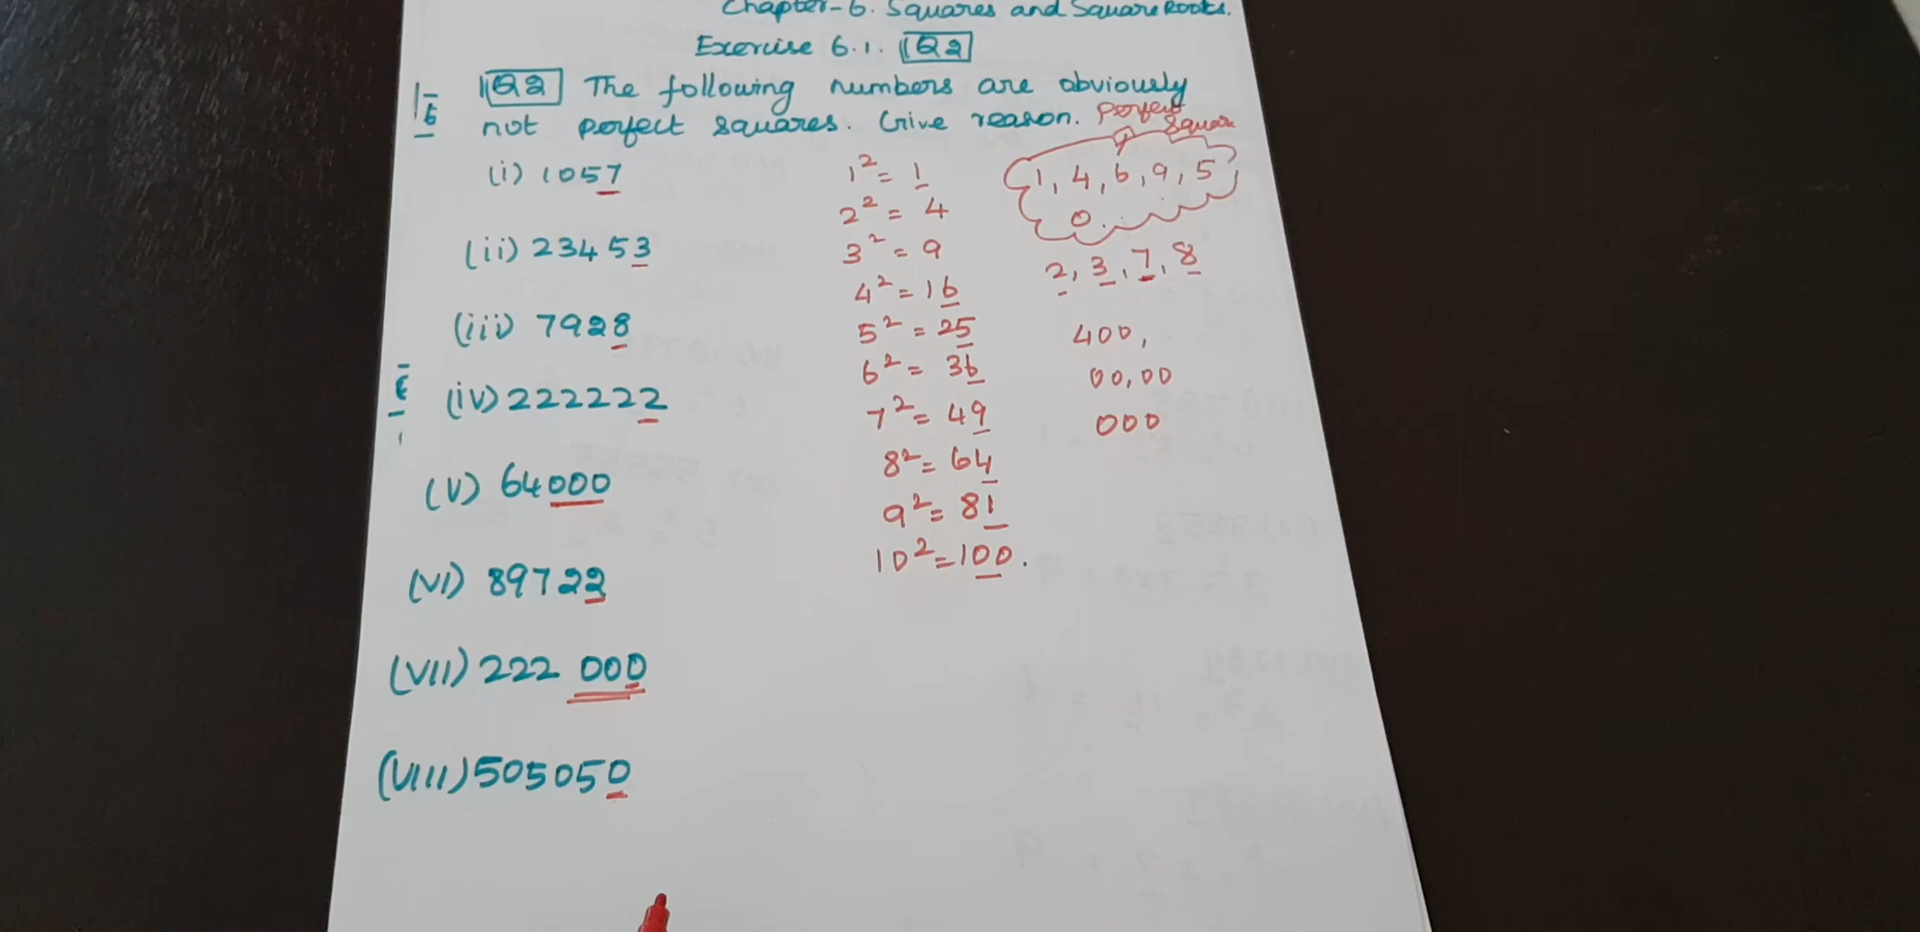 Chapter-6. Squares and Square Roots.
Exercise 6.1. Q2
Q2 The following numbers are obviously
not perfect squares. Give reason.
Perfect
Square
(i) 1057
(ii) 23453
(iii) 7928
(iv) 222222
(V) 64000
(VI) 89722
(VII) 222 000
(VIII) 505050
1² = 1
2² = 4
3² = 9
4² = 16
5² = 25
6² = 36
7² = 49
8² = 64
9² = 81
10² = 100.
1, 4, 6, 9, 5
0.
2, 3, 7, 8
400,
00,00
000